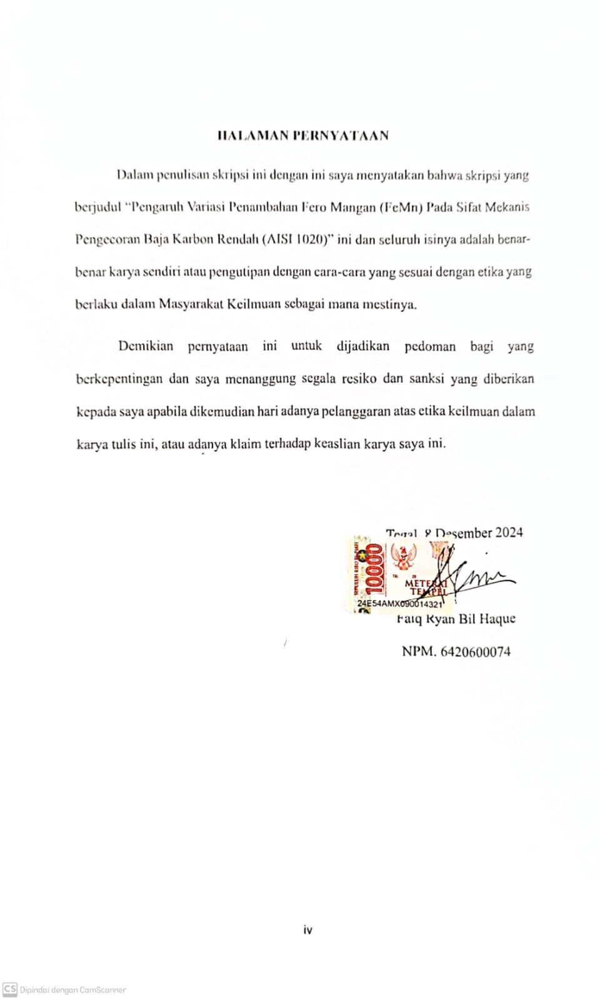 HALAMAN PERNYATAAN
Dalam penulisan skripsi ini dengan ini saya menyatakan bahwa skripsi yang
berjudul “Pengaruh Variasi Penambahan Fero Mangan (FeMn) Pada Sifat Mekanis
Pengecoran Baja Karbon Rendah (AISI 1020)” ini dan seluruh isinya adalah benar-
benar karya sendiri atau pengutipan dengan cara-cara yang sesuai dengan etika yang
berlaku dalam Masyarakat Keilmuan sebagai mana mestinya.
Demikian pernyataan ini untuk dijadikan pedoman bagi yang
berkepentingan dan saya menanggung segala resiko dan sanksi yang diberikan
kepada saya apabila dikemudian hari adanya pelanggaran atas etika keilmuan dalam
karya tulis ini, atau adanya klaim terhadap keaslian karya saya ini.
Tegal, 8 Desember 2024
SEPULUH RIBU RUPIAH
10000
TGL. 20
METERAI
TEMPEL
24E54AMX090014321
Faiq Ryan Bil Haque
NPM. 6420600074
iv
CS Dipindai dengan CamScanner